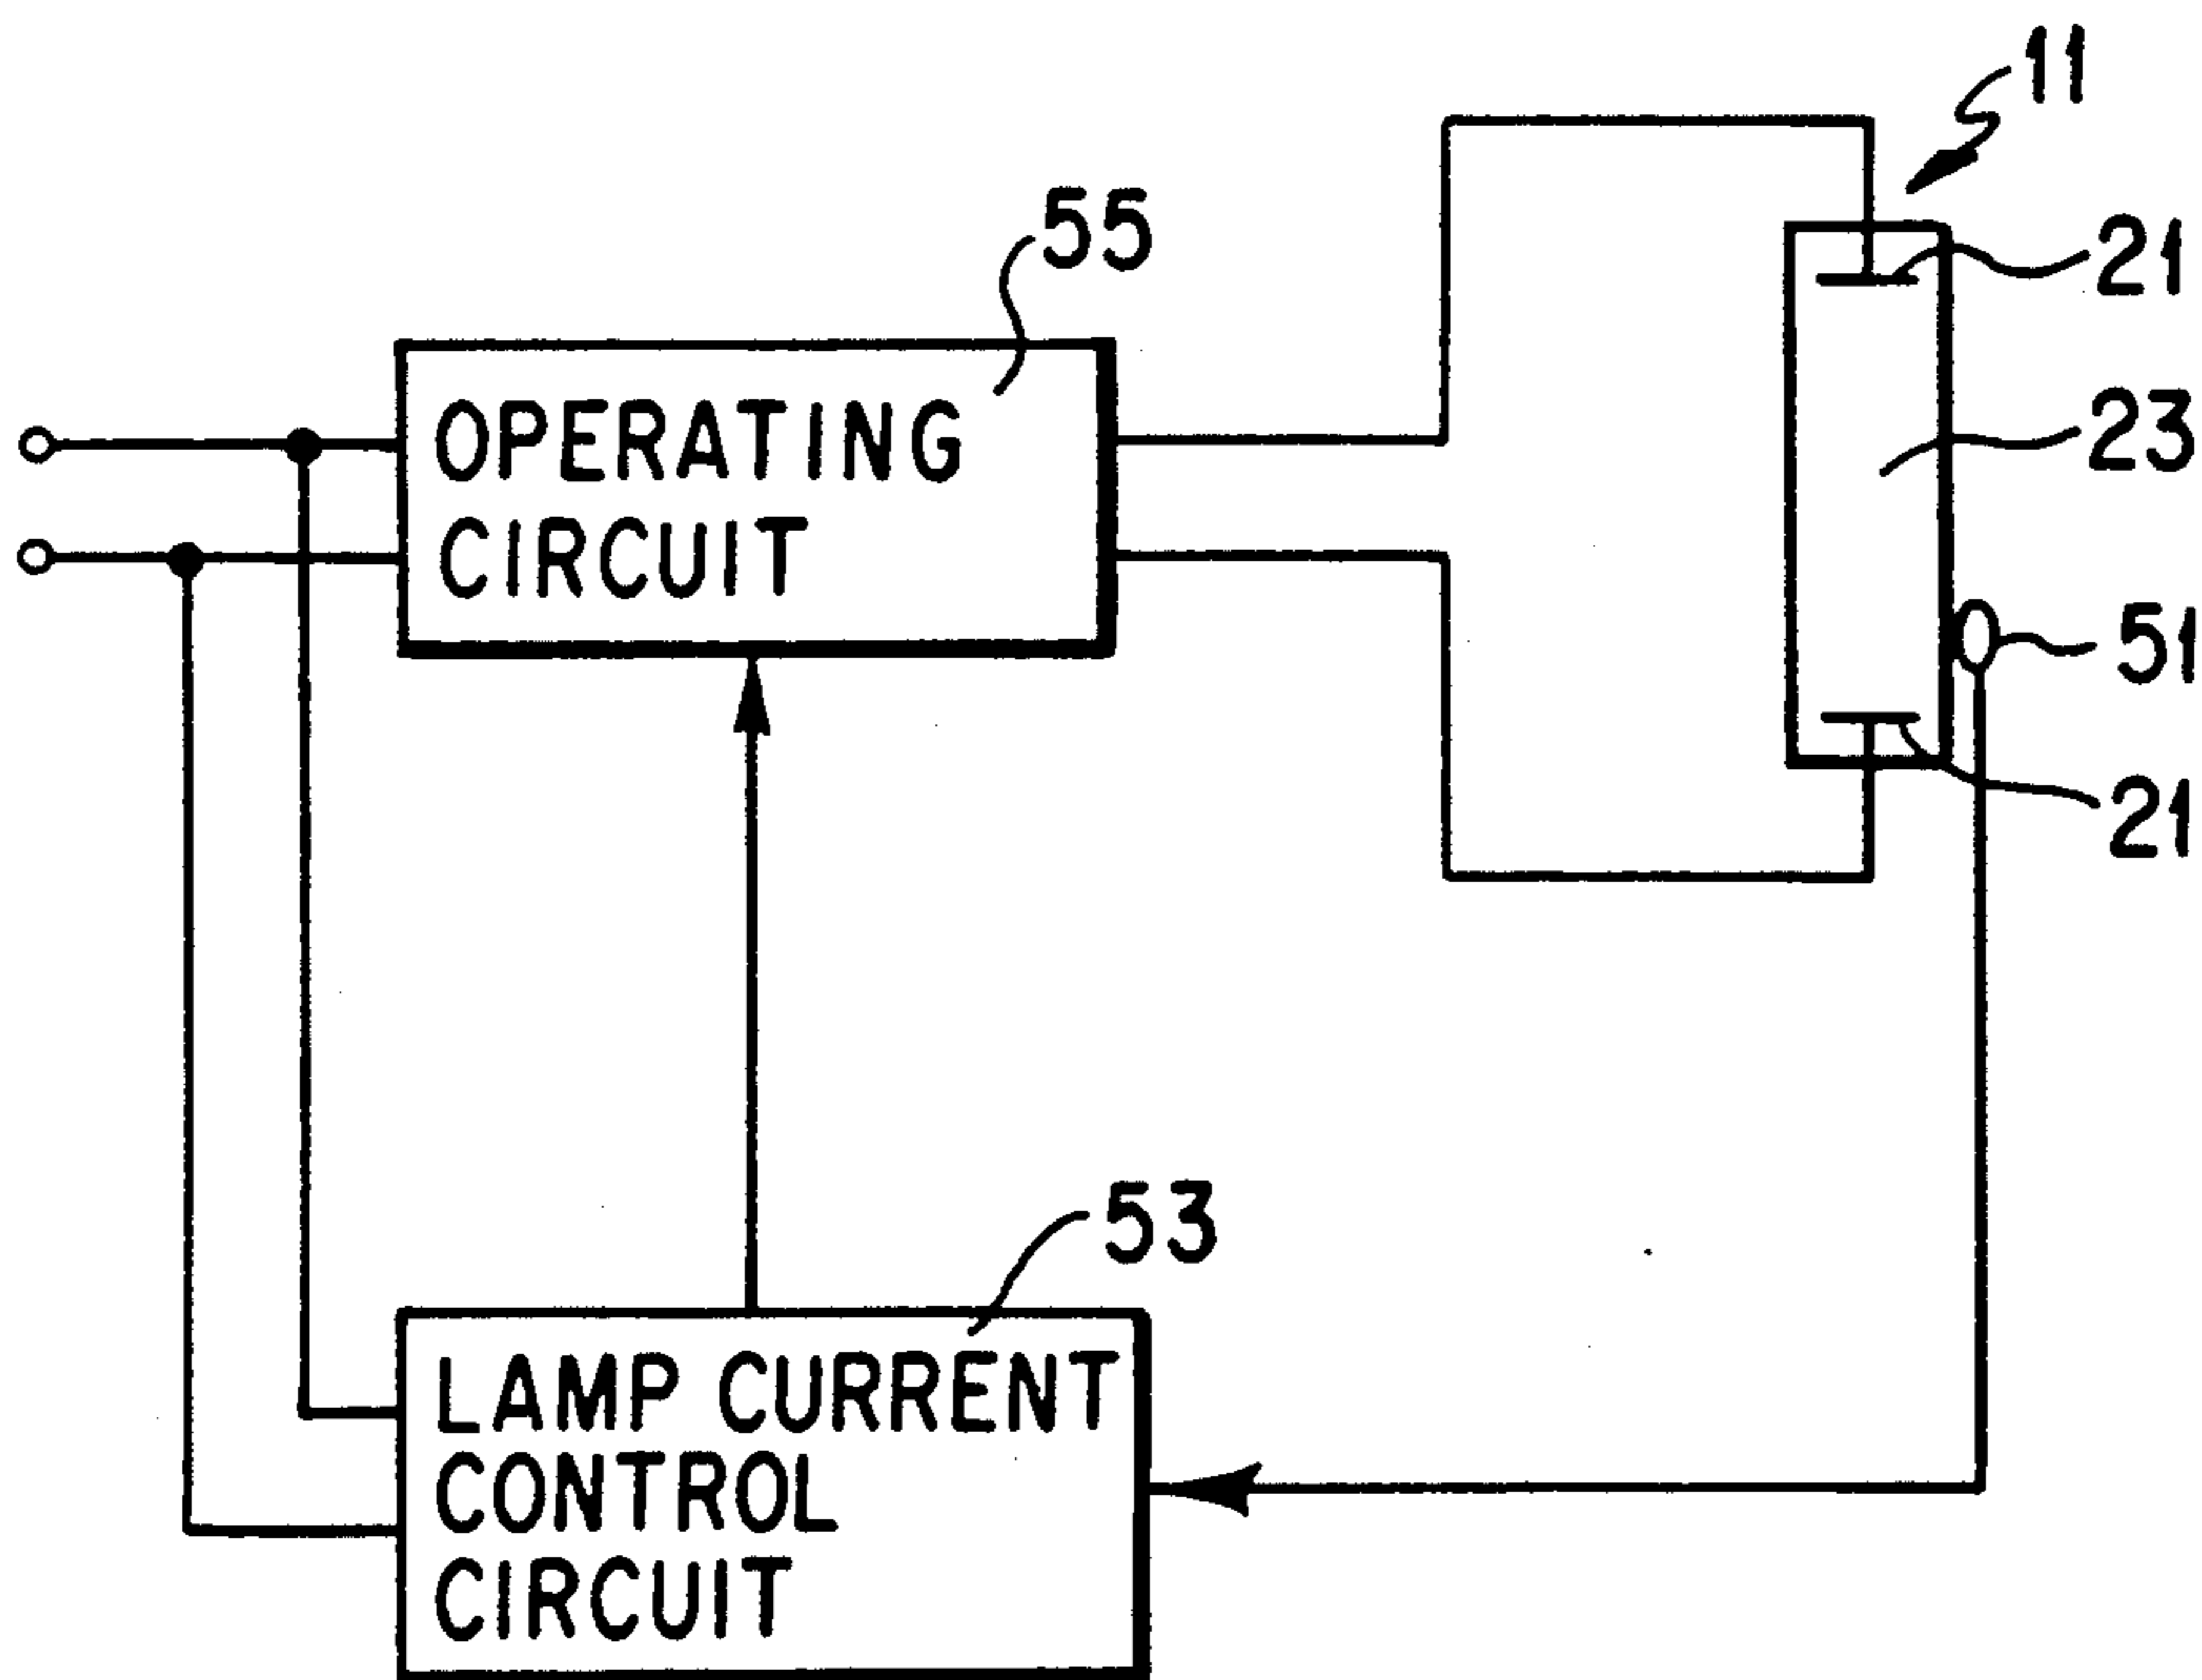 11
55
21
OPERATING
CIRCUIT
23
51
21
53
LAMP CURRENT
CONTROL
CIRCUIT